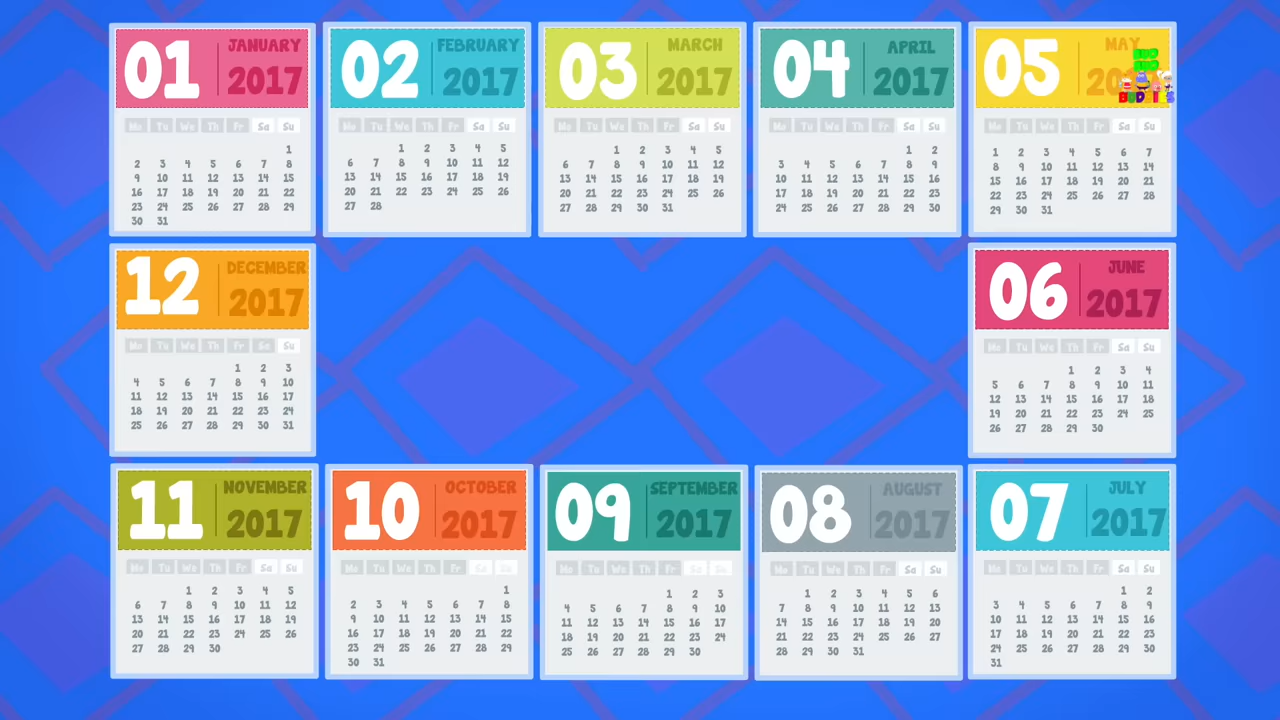 01 JANUARY 2017
Mo Tu We Th Fr Sa Su
1
2 3 4 5 6 7 8
9 10 11 12 13 14 15
16 17 18 19 20 21 22
23 24 25 26 27 28 29
30 31
02 FEBRUARY 2017
Mo Tu We Th Fr Sa Su
1 2 3 4 5
6 7 8 9 10 11 12
13 14 15 16 17 18 19
20 21 22 23 24 25 26
27 28
03 MARCH 2017
Mo Tu We Th Fr Sa Su
1 2 3 4 5
6 7 8 9 10 11 12
13 14 15 16 17 18 19
20 21 22 23 24 25 26
27 28 29 30 31
04 APRIL 2017
Mo Tu We Th Fr Sa Su
1 2
3 4 5 6 7 8 9
10 11 12 13 14 15 16
17 18 19 20 21 22 23
24 25 26 27 28 29 30
05 MAY
BUD BUD BUDDIES
Mo Tu We Th Fr Sa Su
1 2 3 4 5 6 7
8 9 10 11 12 13 14
15 16 17 18 19 20 21
22 23 24 25 26 27 28
29 30 31
12 DECEMBER 2017
Mo Tu We Th Fr Sa Su
1 2 3
4 5 6 7 8 9 10
11 12 13 14 15 16 17
18 19 20 21 22 23 24
25 26 27 28 29 30 31
06 JUNE 2017
Mo Tu We Th Fr Sa Su
1 2 3 4
5 6 7 8 9 10 11
12 13 14 15 16 17 18
19 20 21 22 23 24 25
26 27 28 29 30
11 NOVEMBER 2017
Mo Tu We Th Fr Sa Su
1 2 3 4 5
6 7 8 9 10 11 12
13 14 15 16 17 18 19
20 21 22 23 24 25 26
27 28 29 30
10 OCTOBER 2017
Mo Tu We Th Fr Sa Su
1
2 3 4 5 6 7 8
9 10 11 12 13 14 15
16 17 18 19 20 21 22
23 24 25 26 27 28 29
30 31
09 SEPTEMBER 2017
Mo Tu We Th Fr Sa Su
1 2 3
4 5 6 7 8 9 10
11 12 13 14 15 16 17
18 19 20 21 22 23 24
25 26 27 28 29 30
08 AUGUST 2017
Mo Tu We Th Fr Sa Su
1 2 3 4 5 6
7 8 9 10 11 12 13
14 15 16 17 18 19 20
21 22 23 24 25 26 27
28 29 30 31
07 JULY 2017
Mo Tu We Th Fr Sa Su
1 2
3 4 5 6 7 8 9
10 11 12 13 14 15 16
17 18 19 20 21 22 23
24 25 26 27 28 29 30
31